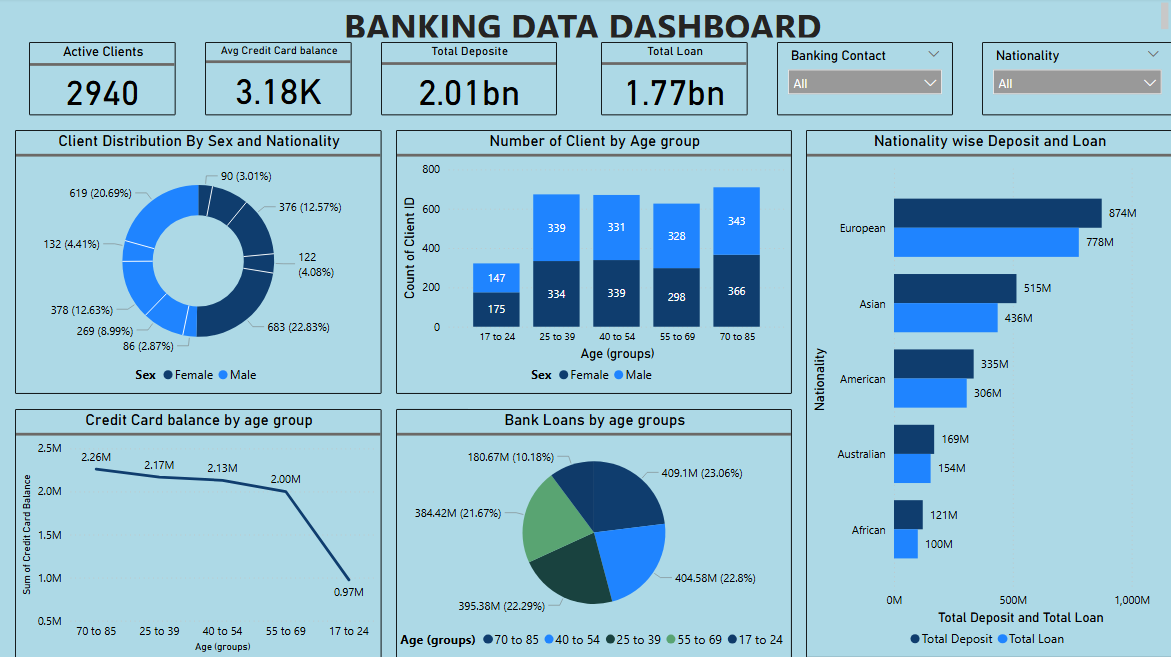 BANKING DATA DASHBOARD
Active Clients
2940
Avg Credit Card balance
3.18K
Total Deposite
2.01bn
Total Loan
1.77bn
Banking Contact
All
Nationality
All
Client Distribution By Sex and Nationality
90 (3.01%)
376 (12.57%)
122
(4.08%)
683 (22.83%)
86 (2.87%)
269 (8.99%)
378 (12.63%)
132 (4.41%)
619 (20.69%)
Sex Female Male
Number of Client by Age group
Count of Client ID
800
600
400
200
0
147
175
339
334
331
339
328
298
343
366
17 to 24 25 to 39 40 to 54 55 to 69 70 to 85
Age (groups)
Sex Female Male
Nationality wise Deposit and Loan
Nationality
European
874M
778M
Asian
515M
436M
American
335M
306M
Australian
169M
154M
African
121M
100M
0M 500M 1,000M
Total Deposit and Total Loan
Total Deposit Total Loan
Credit Card balance by age group
Sum of Credit Card Balance
2.5M
2.0M
1.5M
1.0M
0.5M
2.26M
2.17M
2.13M
2.00M
0.97M
70 to 85 25 to 39 40 to 54 55 to 69 17 to 24
Age (groups)
Bank Loans by age groups
180.67M (10.18%)
409.1M (23.06%)
384.42M (21.67%)
404.58M (22.8%)
395.38M (22.29%)
Age (groups) 70 to 85 40 to 54 25 to 39 55 to 69 17 to 24